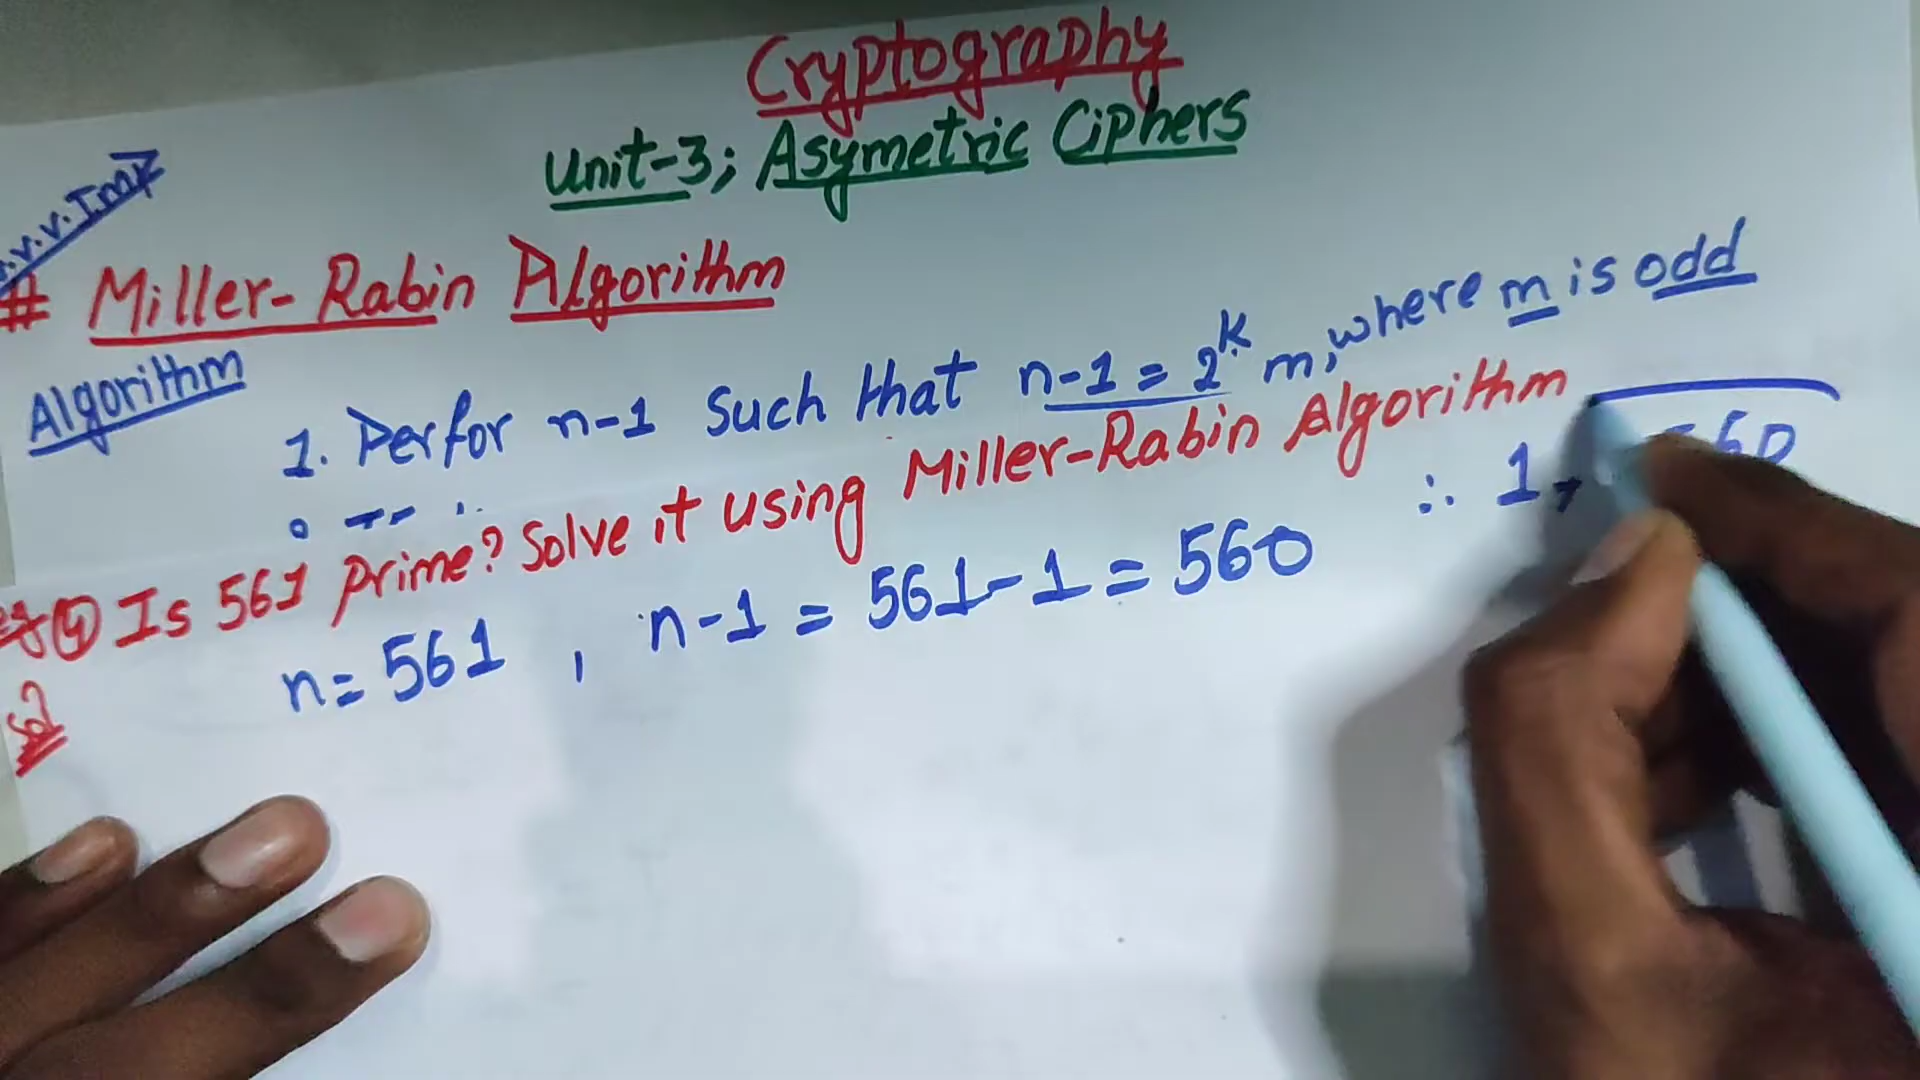 Cryptography
Unit-3; Asymetric Ciphers
.v.v.Imp
# Miller-Rabin Algorithm
Algorithm
1. Perfor n-1 Such that n-1 = 2^k m, where m is odd
Is 561 prime? Solve it using Miller-Rabin Algorithm
n = 561 , n-1 = 561-1 = 560
∴ 1, 560
Sol